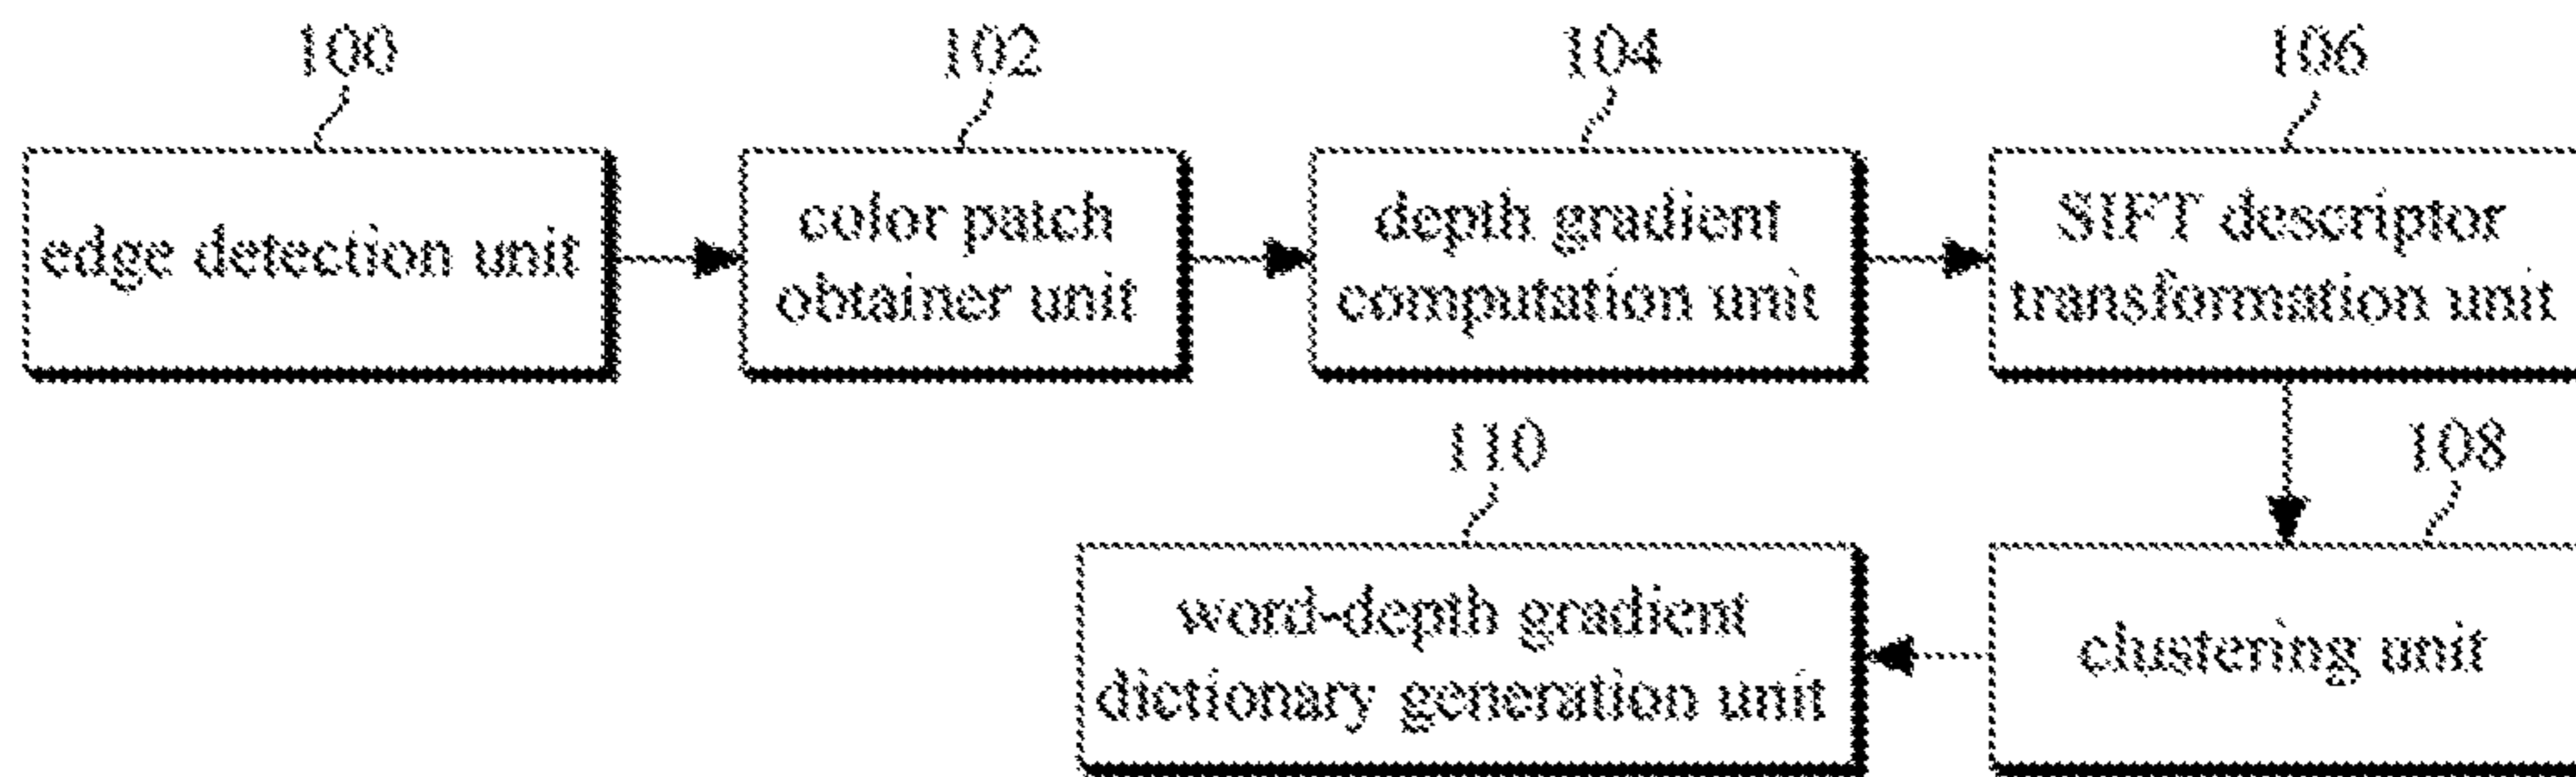 100
102
104
106
edge detection unit
color patch
obtainer unit
depth gradient
computation unit
SIFT descriptor
transformation unit
110
108
word-depth gradient
dictionary generation unit
clustering unit